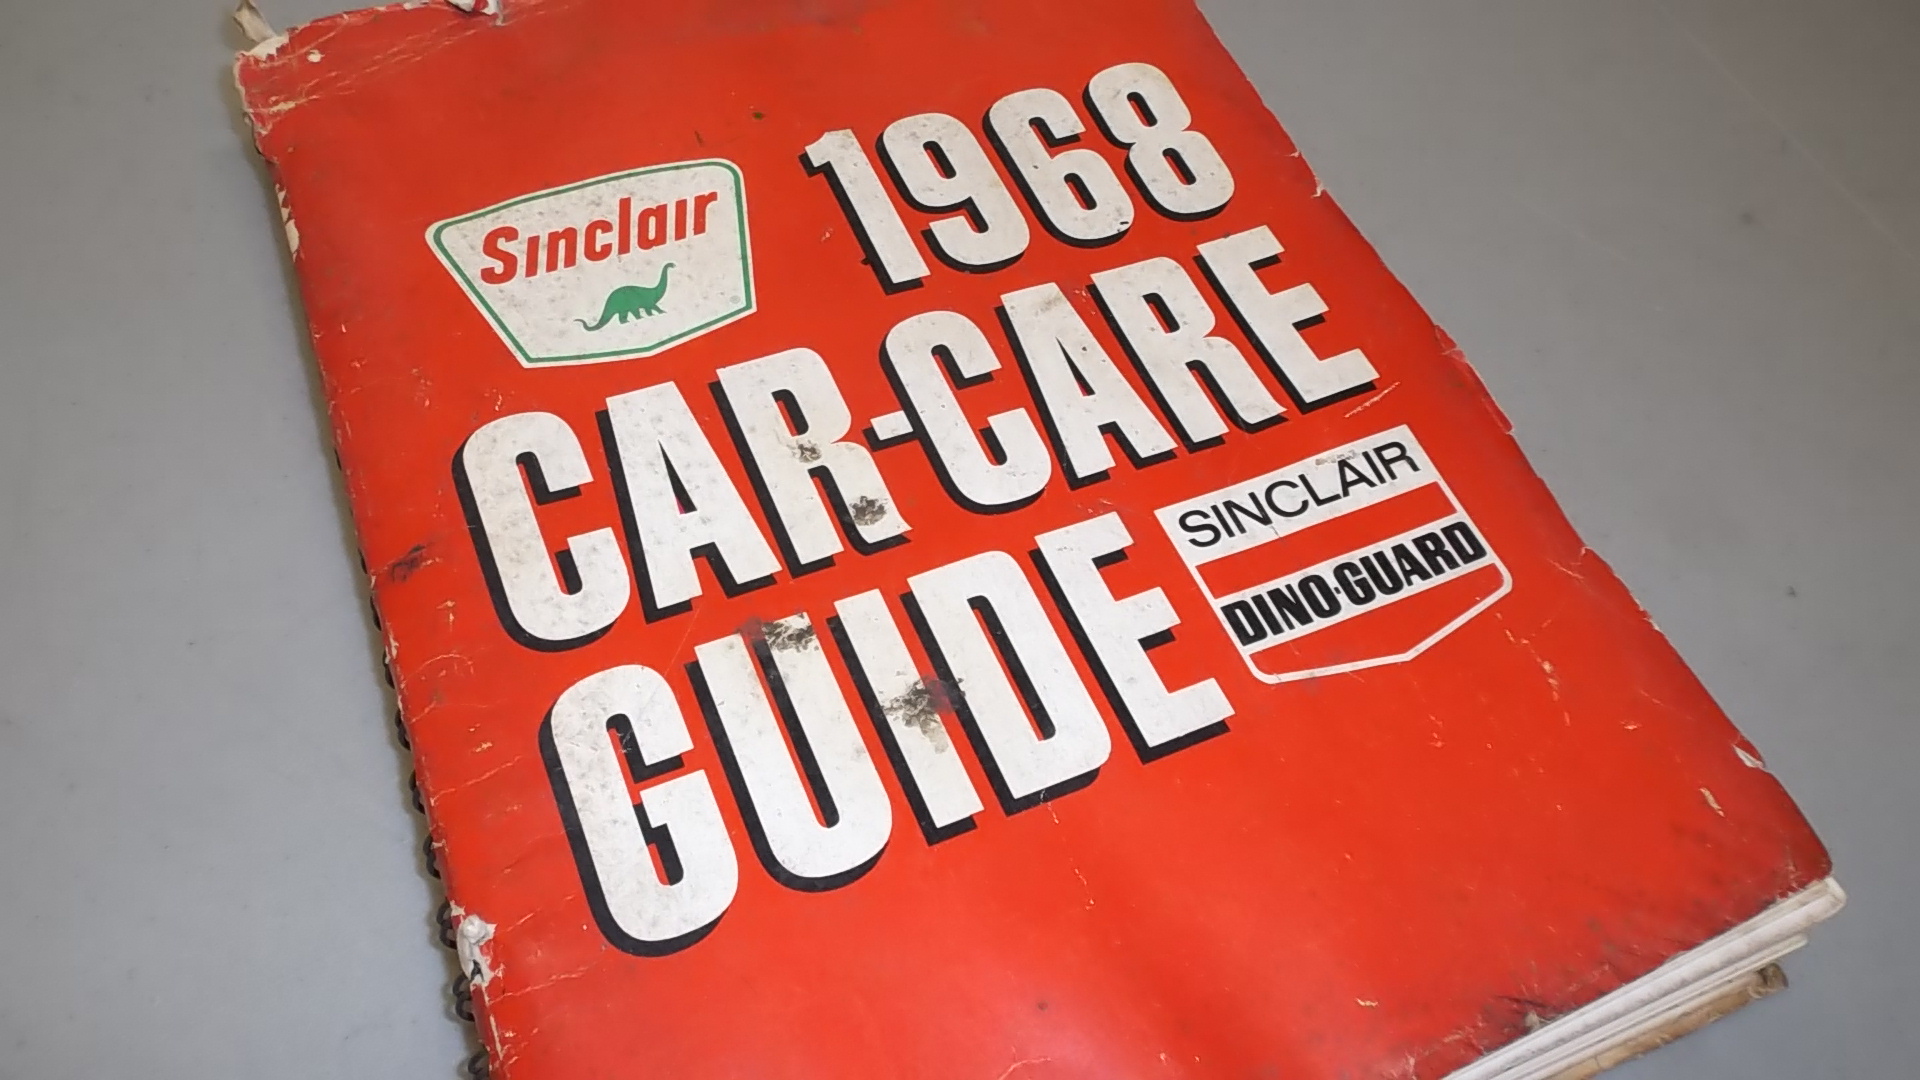 Sinclair
1968
CAR-CARE
GUIDE
SINCLAIR
DINO·GUARD